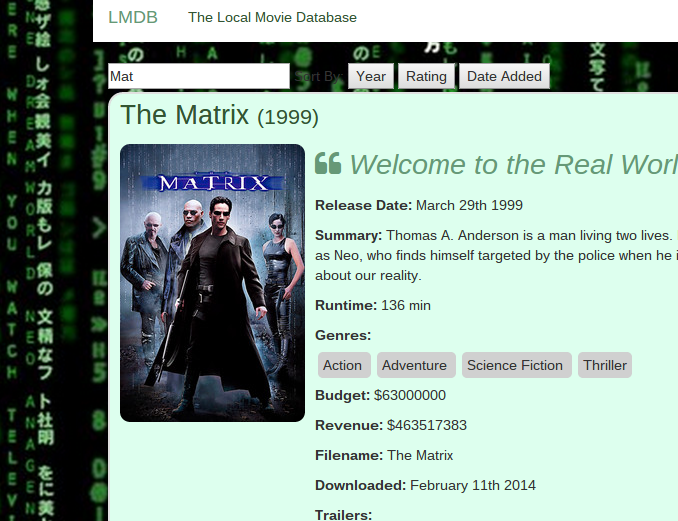 LMDB The Local Movie Database
Mat Sort By: Year Rating Date Added
The Matrix (1999)
MATRIX
Welcome to the Real
Release Date: March 29th 1999
Summary: Thomas A. Anderson is a man living two lives.
as Neo, who finds himself targeted by the police when he
about our reality.
Runtime: 136 min
Genres:
Action Adventure Science Fiction Thriller
Budget: $63000000
Revenue: $463517383
Filename: The Matrix
Downloaded: February 11th 2014
Trailers: